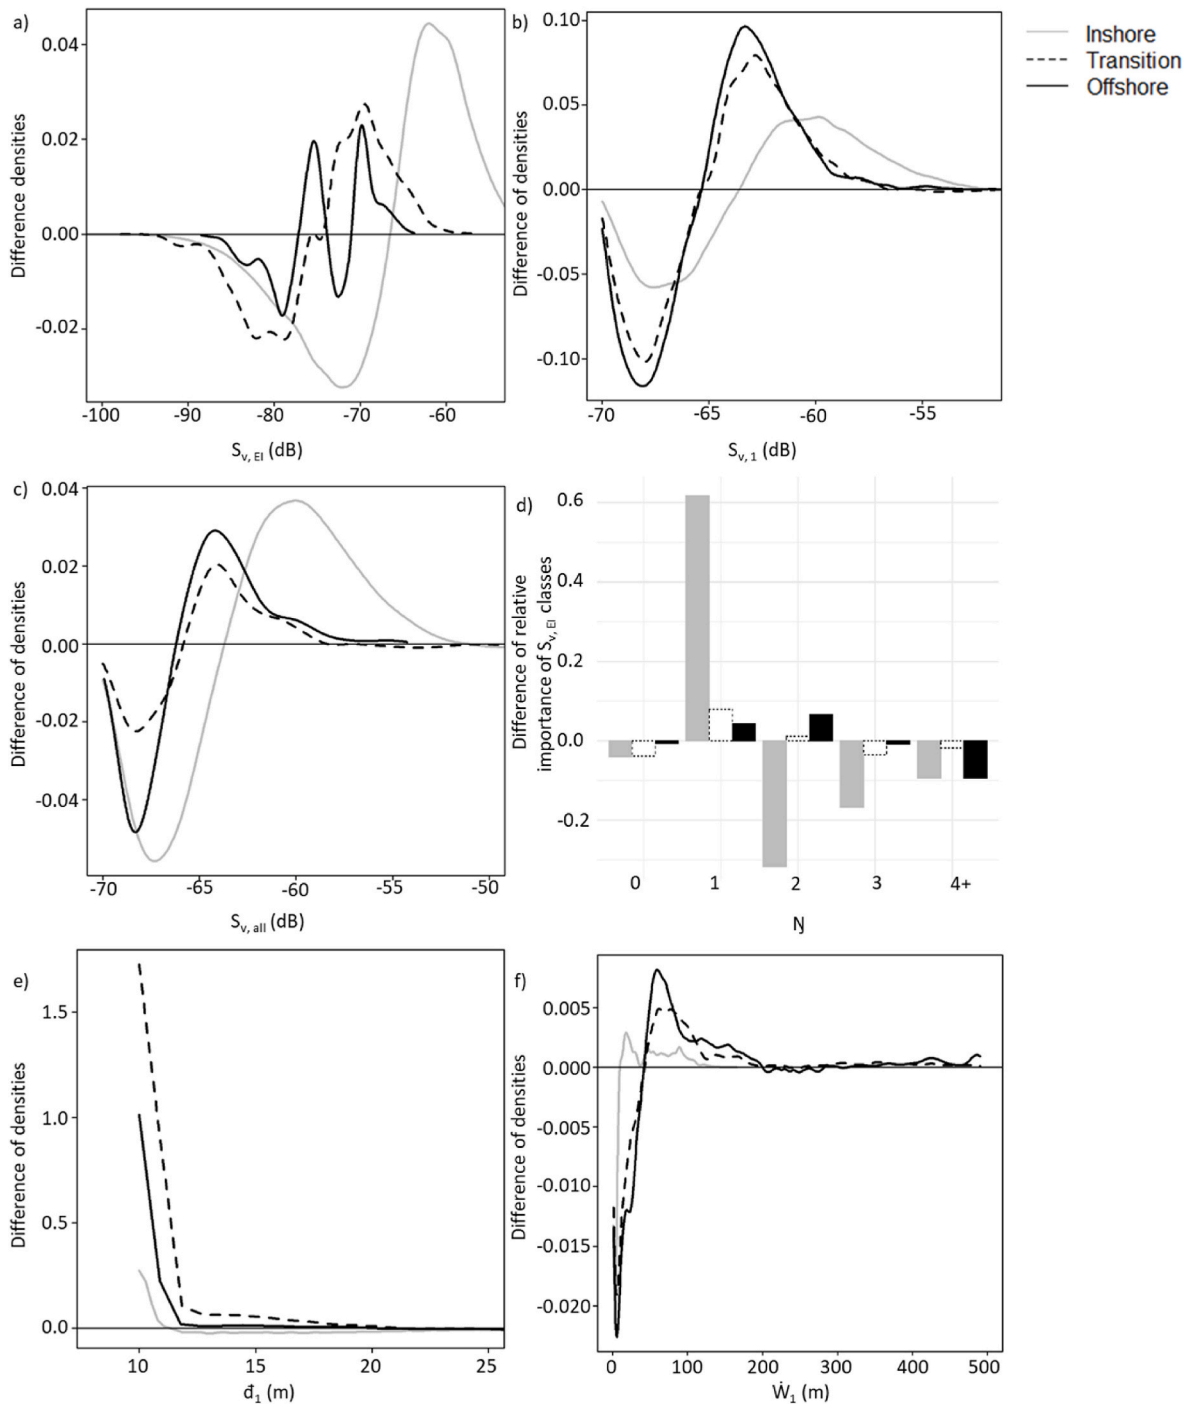 a)
0.04
0.02
0.00
-0.02
Difference densities
-100 -90 -80 -70 -60
Sv, EI (dB)
b)
0.10
0.05
0.00
-0.05
-0.10
Difference of densities
-70 -65 -60 -55
Sv, 1 (dB)
Inshore
Transition
Offshore
c)
0.04
0.02
0.00
-0.02
-0.04
Difference of densities
-70 -65 -60 -55 -50
Sv, all (dB)
d)
0.6
0.4
0.2
0.0
-0.2
Difference of relative
importance of Sv, EI classes
0 1 2 3 4+
e)
1.5
1.0
0.5
0.0
Difference of densities
10 15 20 25
đ1 (m)
f)
0.005
0.000
-0.005
-0.010
-0.015
-0.020
Difference of densities
0 100 200 300 400 500
Ẇ1 (m)